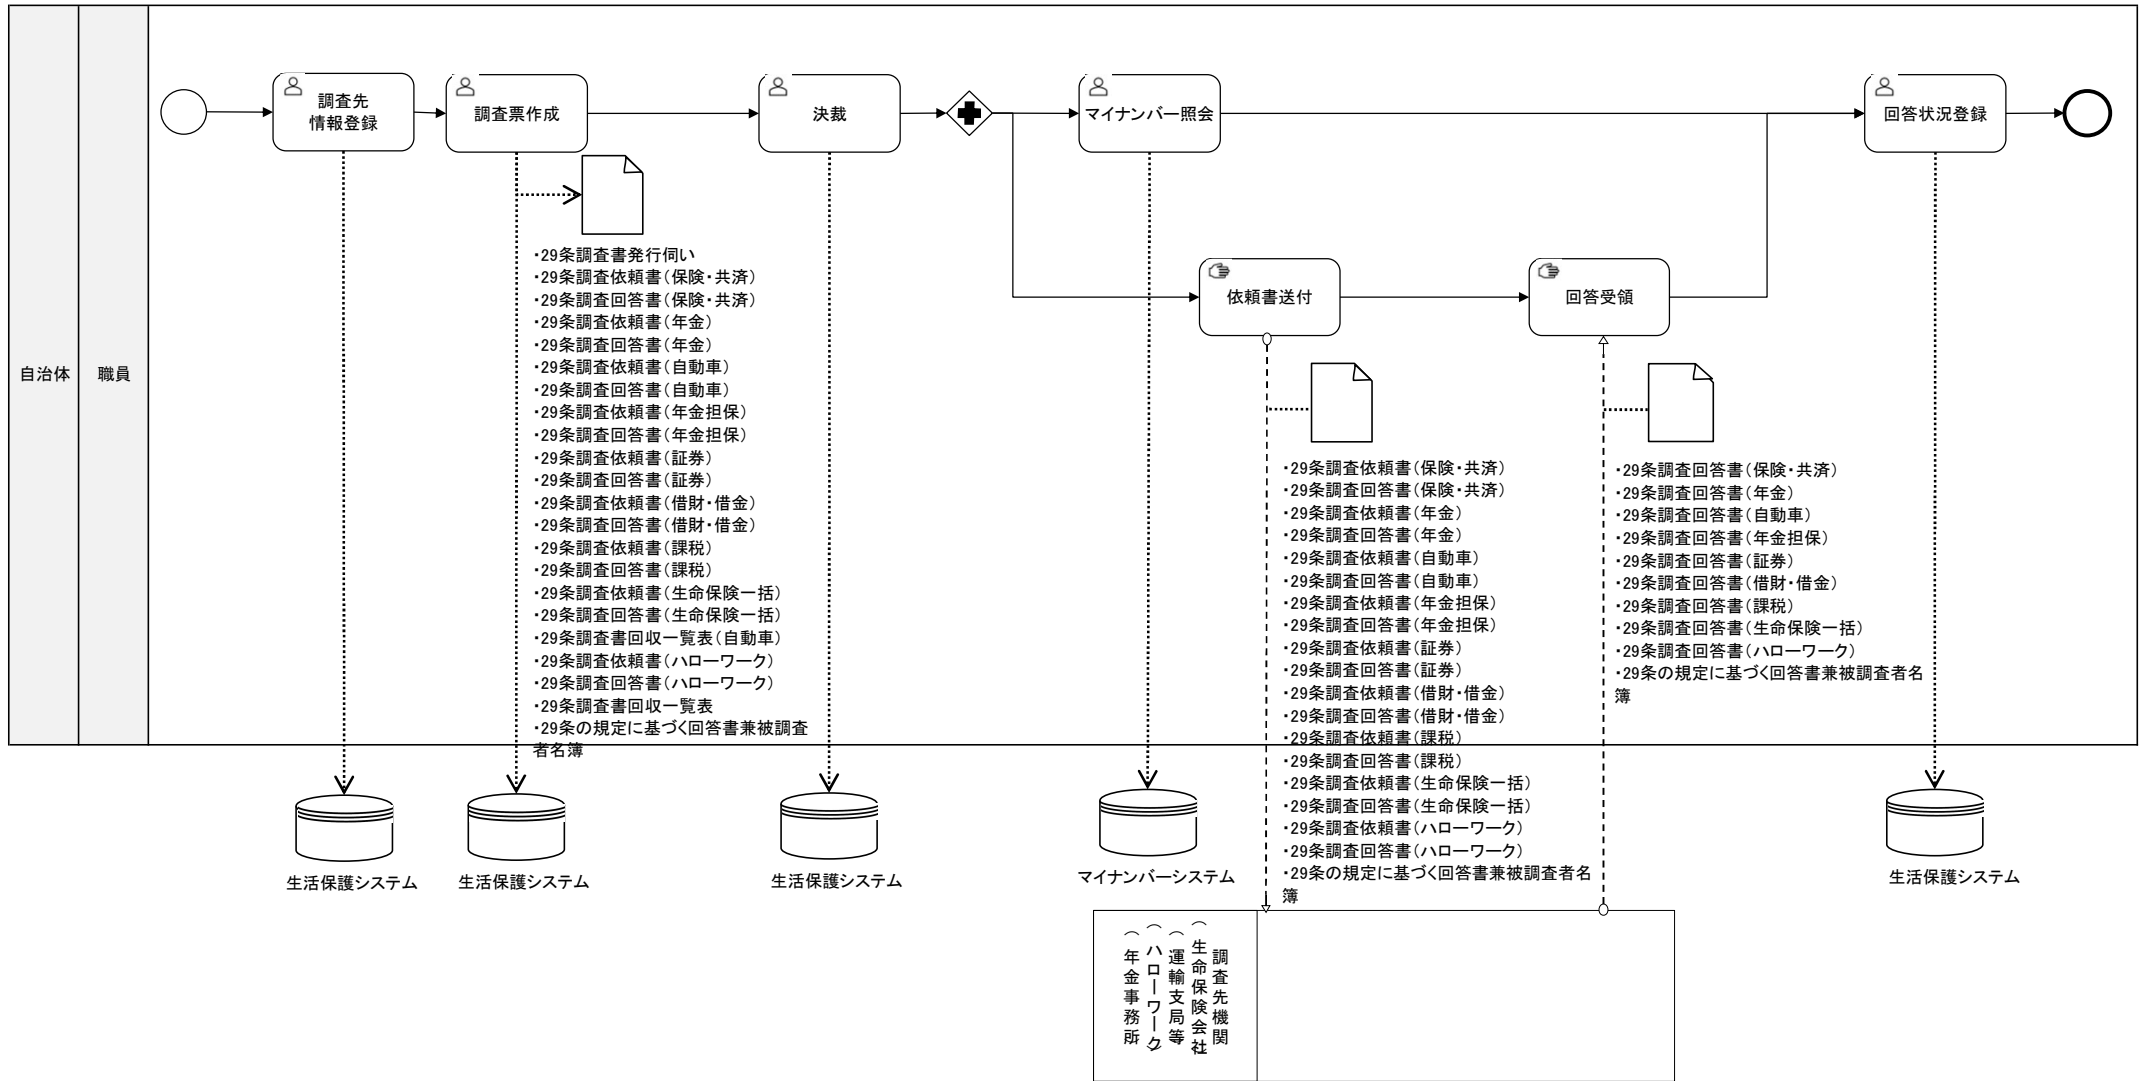 自治体
職員
調査先
情報登録
調査票作成
決裁
マイナンバー照会
回答状況登録
依頼書送付
回答受領
・29条調査書発行伺い
・29条調査依頼書（保険・共済）
・29条調査回答書（保険・共済）
・29条調査依頼書（年金）
・29条調査回答書（年金）
・29条調査依頼書（自動車）
・29条調査回答書（自動車）
・29条調査依頼書（年金担保）
・29条調査回答書（年金担保）
・29条調査依頼書（証券）
・29条調査回答書（証券）
・29条調査依頼書（借財・借金）
・29条調査回答書（借財・借金）
・29条調査依頼書（課税）
・29条調査回答書（課税）
・29条調査依頼書（生命保険一括）
・29条調査回答書（生命保険一括）
・29条調査書回収一覧表（自動車）
・29条調査依頼書（ハローワーク）
・29条調査回答書（ハローワーク）
・29条調査書回収一覧表
・29条の規定に基づく回答書兼被調査
者名簿
・29条調査依頼書（保険・共済）
・29条調査回答書（保険・共済）
・29条調査依頼書（年金）
・29条調査回答書（年金）
・29条調査依頼書（自動車）
・29条調査回答書（自動車）
・29条調査依頼書（年金担保）
・29条調査回答書（年金担保）
・29条調査依頼書（証券）
・29条調査回答書（証券）
・29条調査依頼書（借財・借金）
・29条調査回答書（借財・借金）
・29条調査依頼書（課税）
・29条調査回答書（課税）
・29条調査依頼書（生命保険一括）
・29条調査回答書（生命保険一括）
・29条調査依頼書（ハローワーク）
・29条調査回答書（ハローワーク）
・29条の規定に基づく回答書兼被調査者名
簿
・29条調査回答書（保険・共済）
・29条調査回答書（年金）
・29条調査回答書（自動車）
・29条調査回答書（年金担保）
・29条調査回答書（証券）
・29条調査回答書（借財・借金）
・29条調査回答書（課税）
・29条調査回答書（生命保険一括）
・29条調査回答書（ハローワーク）
・29条の規定に基づく回答書兼被調査者名
簿
生活保護システム
生活保護システム
生活保護システム
マイナンバーシステム
生活保護システム
調査先機関
（生命保険会社）
（運輸支局等）
（ハローワーク）
（年金事務所）